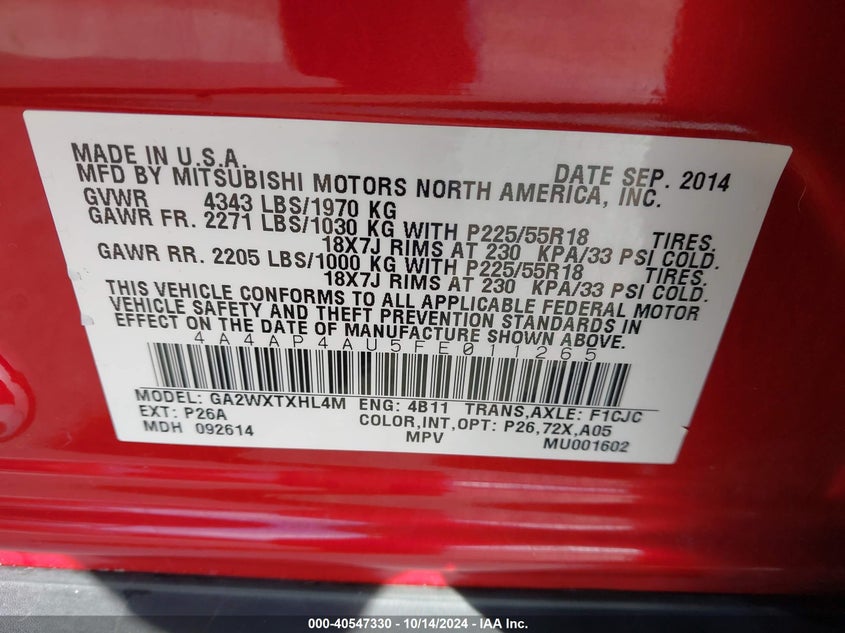 MADE IN U.S.A. DATE SEP. 2014
MFD BY MITSUBISHI MOTORS NORTH AMERICA, INC.
GVWR 4343 LBS/1970 KG
GAWR FR. 2271 LBS/1030 KG WITH P225/55R18 TIRES.
18X7J RIMS AT 230 KPA/33 PSI COLD.
GAWR RR. 2205 LBS/1000 KG WITH P225/55R18 TIRES.
18X7J RIMS AT 230 KPA/33 PSI COLD.
THIS VEHICLE CONFORMS TO ALL APPLICABLE FEDERAL MOTOR
VEHICLE SAFETY AND THEFT PREVENTION STANDARDS IN
EFFECT ON THE DATE OF MANUFACTURE SHOWN ABOVE.
4A4AP4AU5FE011265
MODEL: GA2WXTXHL4M ENG: 4B11 TRANS,AXLE: F1CJC
EXT: P26A COLOR,INT,OPT: P26,72X,A05
MDH 092614 MPV MU001602
000-40547330 - 10/14/2024 - IAA Inc.